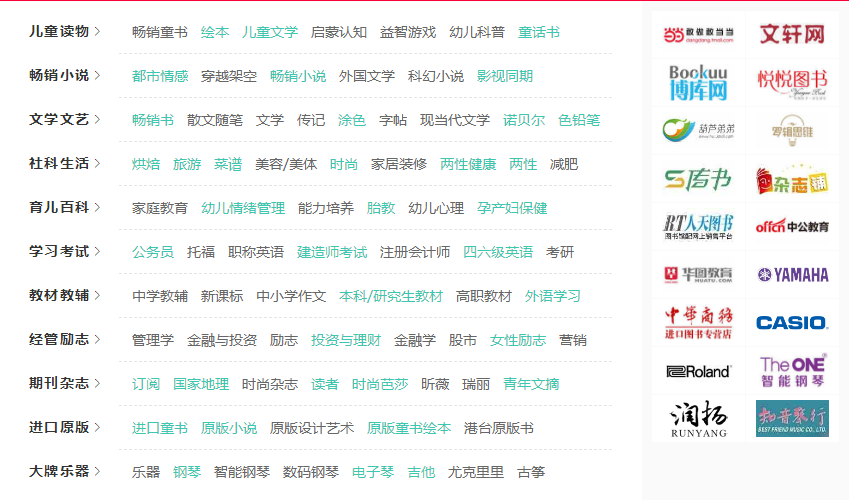 儿童读物 > 畅销童书 绘本 儿童文学 启蒙认知 益智游戏 幼儿科普 童话书
畅销小说 > 都市情感 穿越架空 畅销小说 外国文学 科幻小说 影视同期
文学文艺 > 畅销书 散文随笔 文学 传记 涂色 字帖 现当代文学 诺贝尔 色铅笔
社科生活 > 烘焙 旅游 菜谱 美容/美体 时尚 家居装修 两性健康 两性 减肥
育儿百科 > 家庭教育 幼儿情绪管理 能力培养 胎教 幼儿心理 孕产妇保健
学习考试 > 公务员 托福 职称英语 建造师考试 注册会计师 四六级英语 考研
教材教辅 > 中学教辅 新课标 中小学作文 本科/研究生教材 高职教材 外语学习
经管励志 > 管理学 金融与投资 励志 投资与理财 金融学 股市 女性励志 营销
期刊杂志 > 订阅 国家地理 时尚杂志 读者 时尚芭莎 昕薇 瑞丽 青年文摘
进口原版 > 进口童书 原版小说 原版设计艺术 原版童书绘本 港台原版书
大牌乐器 > 乐器 钢琴 智能钢琴 数码钢琴 电子琴 吉他 尤克里里 古筝
当当 敢做敢当当
dangdang.tmall.com
文轩网
Bookuu
博库网
悦悦图书
葫芦弟弟
罗辑思维
杂志铺
RT人天图书
图书馆配网上销售平台
offcn中公教育
华图教育
HUATU.COM
YAMAHA
中华商务
进口图书专营店
CASIO
Roland
The ONE
智能钢琴
润扬
RUNYANG
知音琴行
BEST FRIEND MUSIC CO., LTD.